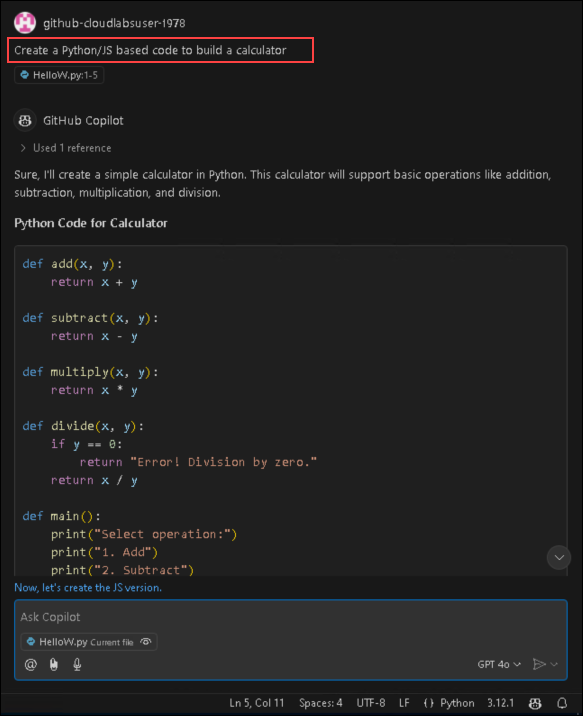 github-cloudlabsuser-1978
Create a Python/JS based code to build a calculator
HelloW.py:1-5
GitHub Copilot
Used 1 reference
Sure, I'll create a simple calculator in Python. This calculator will support basic operations like addition,
subtraction, multiplication, and division.
Python Code for Calculator
def add(x, y):
    return x + y
def subtract(x, y):
    return x - y
def multiply(x, y):
    return x * y
def divide(x, y):
    if y == 0:
        return "Error! Division by zero."
    return x / y
def main():
    print("Select operation:")
    print("1. Add")
    print("2. Subtract")
Now, let's create the JS version.
Ask Copilot
HelloW.py Current file
@
GPT 4o
Ln 5, Col 11 Spaces: 4 UTF-8 LF {} Python 3.12.1